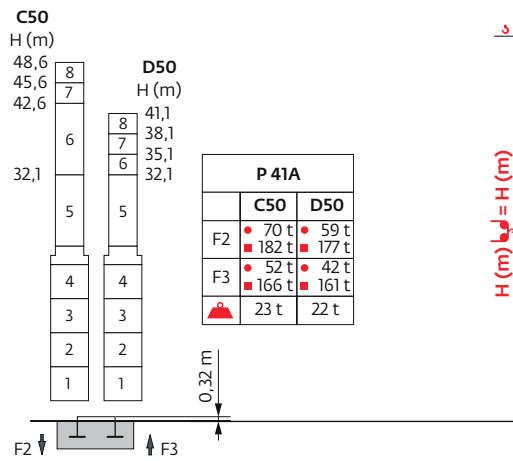 C50
H (m)
48,6
45,6
42,6
32,1
8
7
6
5
4
3
2
1
D50
H (m)
41,1
38,1
35,1
32,1
8
7
6
5
4
3
2
1
P 41A
C50 D50
F2 70 t 59 t
182 t 177 t
F3 52 t 42 t
166 t 161 t
23 t 22 t
0,32 m
F2 F3
H (m) = H (m)